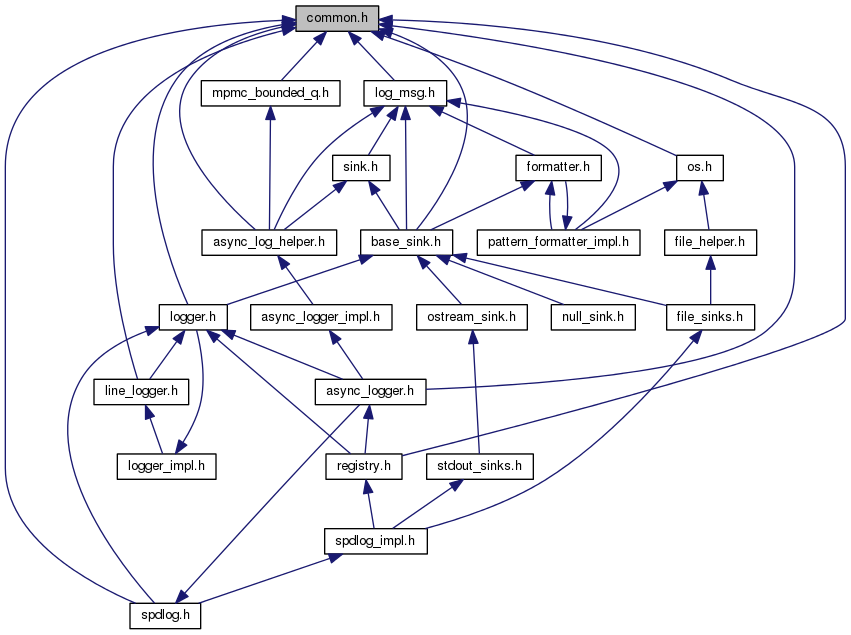 common.h
mpmc_bounded_q.h
log_msg.h
sink.h
formatter.h
os.h
async_log_helper.h
base_sink.h
pattern_formatter_impl.h
file_helper.h
logger.h
async_logger_impl.h
ostream_sink.h
null_sink.h
file_sinks.h
line_logger.h
async_logger.h
logger_impl.h
registry.h
stdout_sinks.h
spdlog_impl.h
spdlog.h